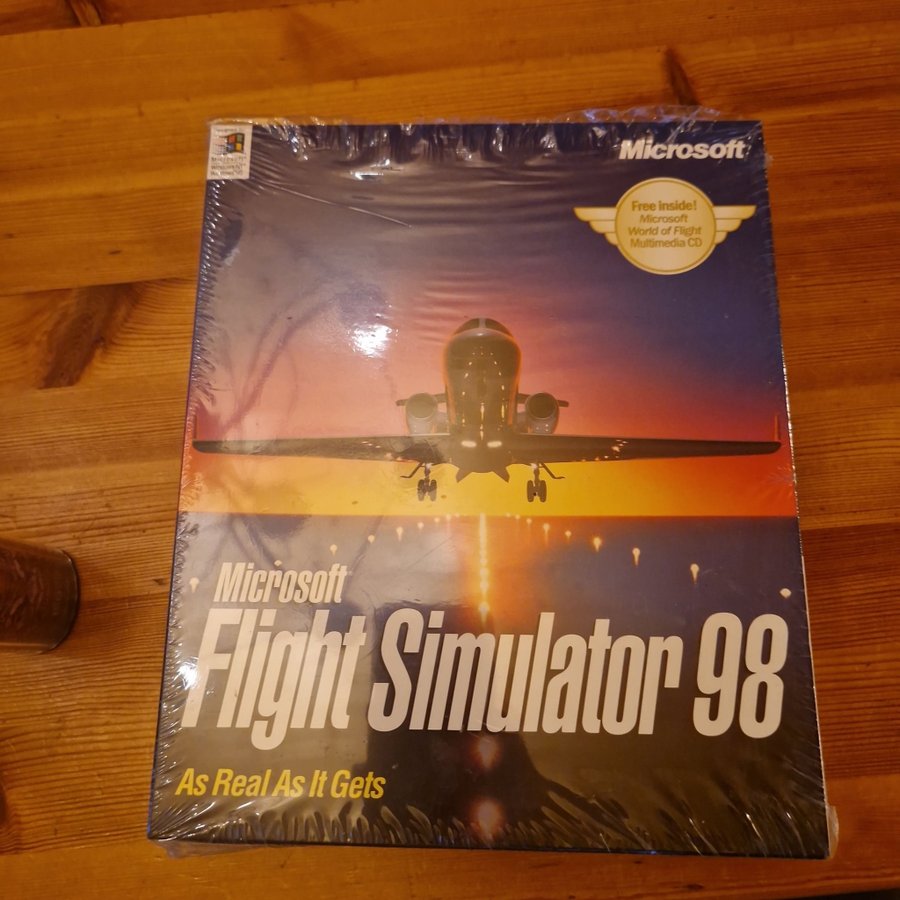 Microsoft
Free inside!
Microsoft
World of Flight
Multimedia CD
Microsoft
Flight Simulator 98
As Real As It Gets